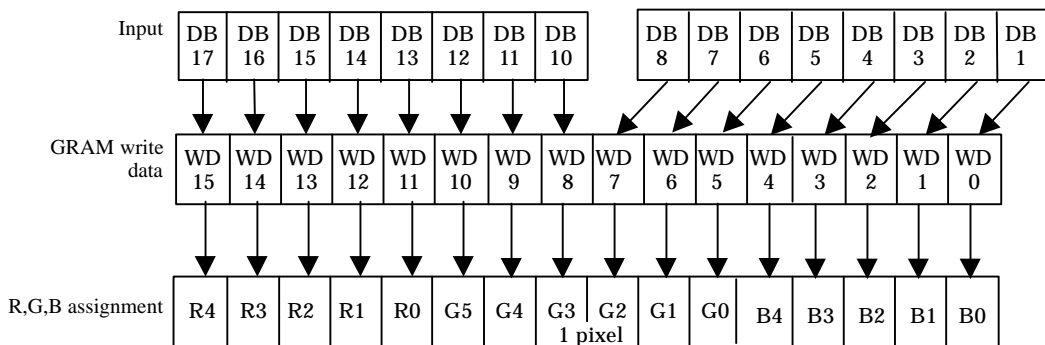 Input DB 17 DB 16 DB 15 DB 14 DB 13 DB 12 DB 11 DB 10 DB 8 DB 7 DB 6 DB 5 DB 4 DB 3 DB 2 DB 1
GRAM write data WD 15 WD 14 WD 13 WD 12 WD 11 WD 10 WD 9 WD 8 WD 7 WD 6 WD 5 WD 4 WD 3 WD 2 WD 1 WD 0
R,G,B assignment R4 R3 R2 R1 R0 G5 G4 G3 G2 G1 G0 B4 B3 B2 B1 B0
1 pixel